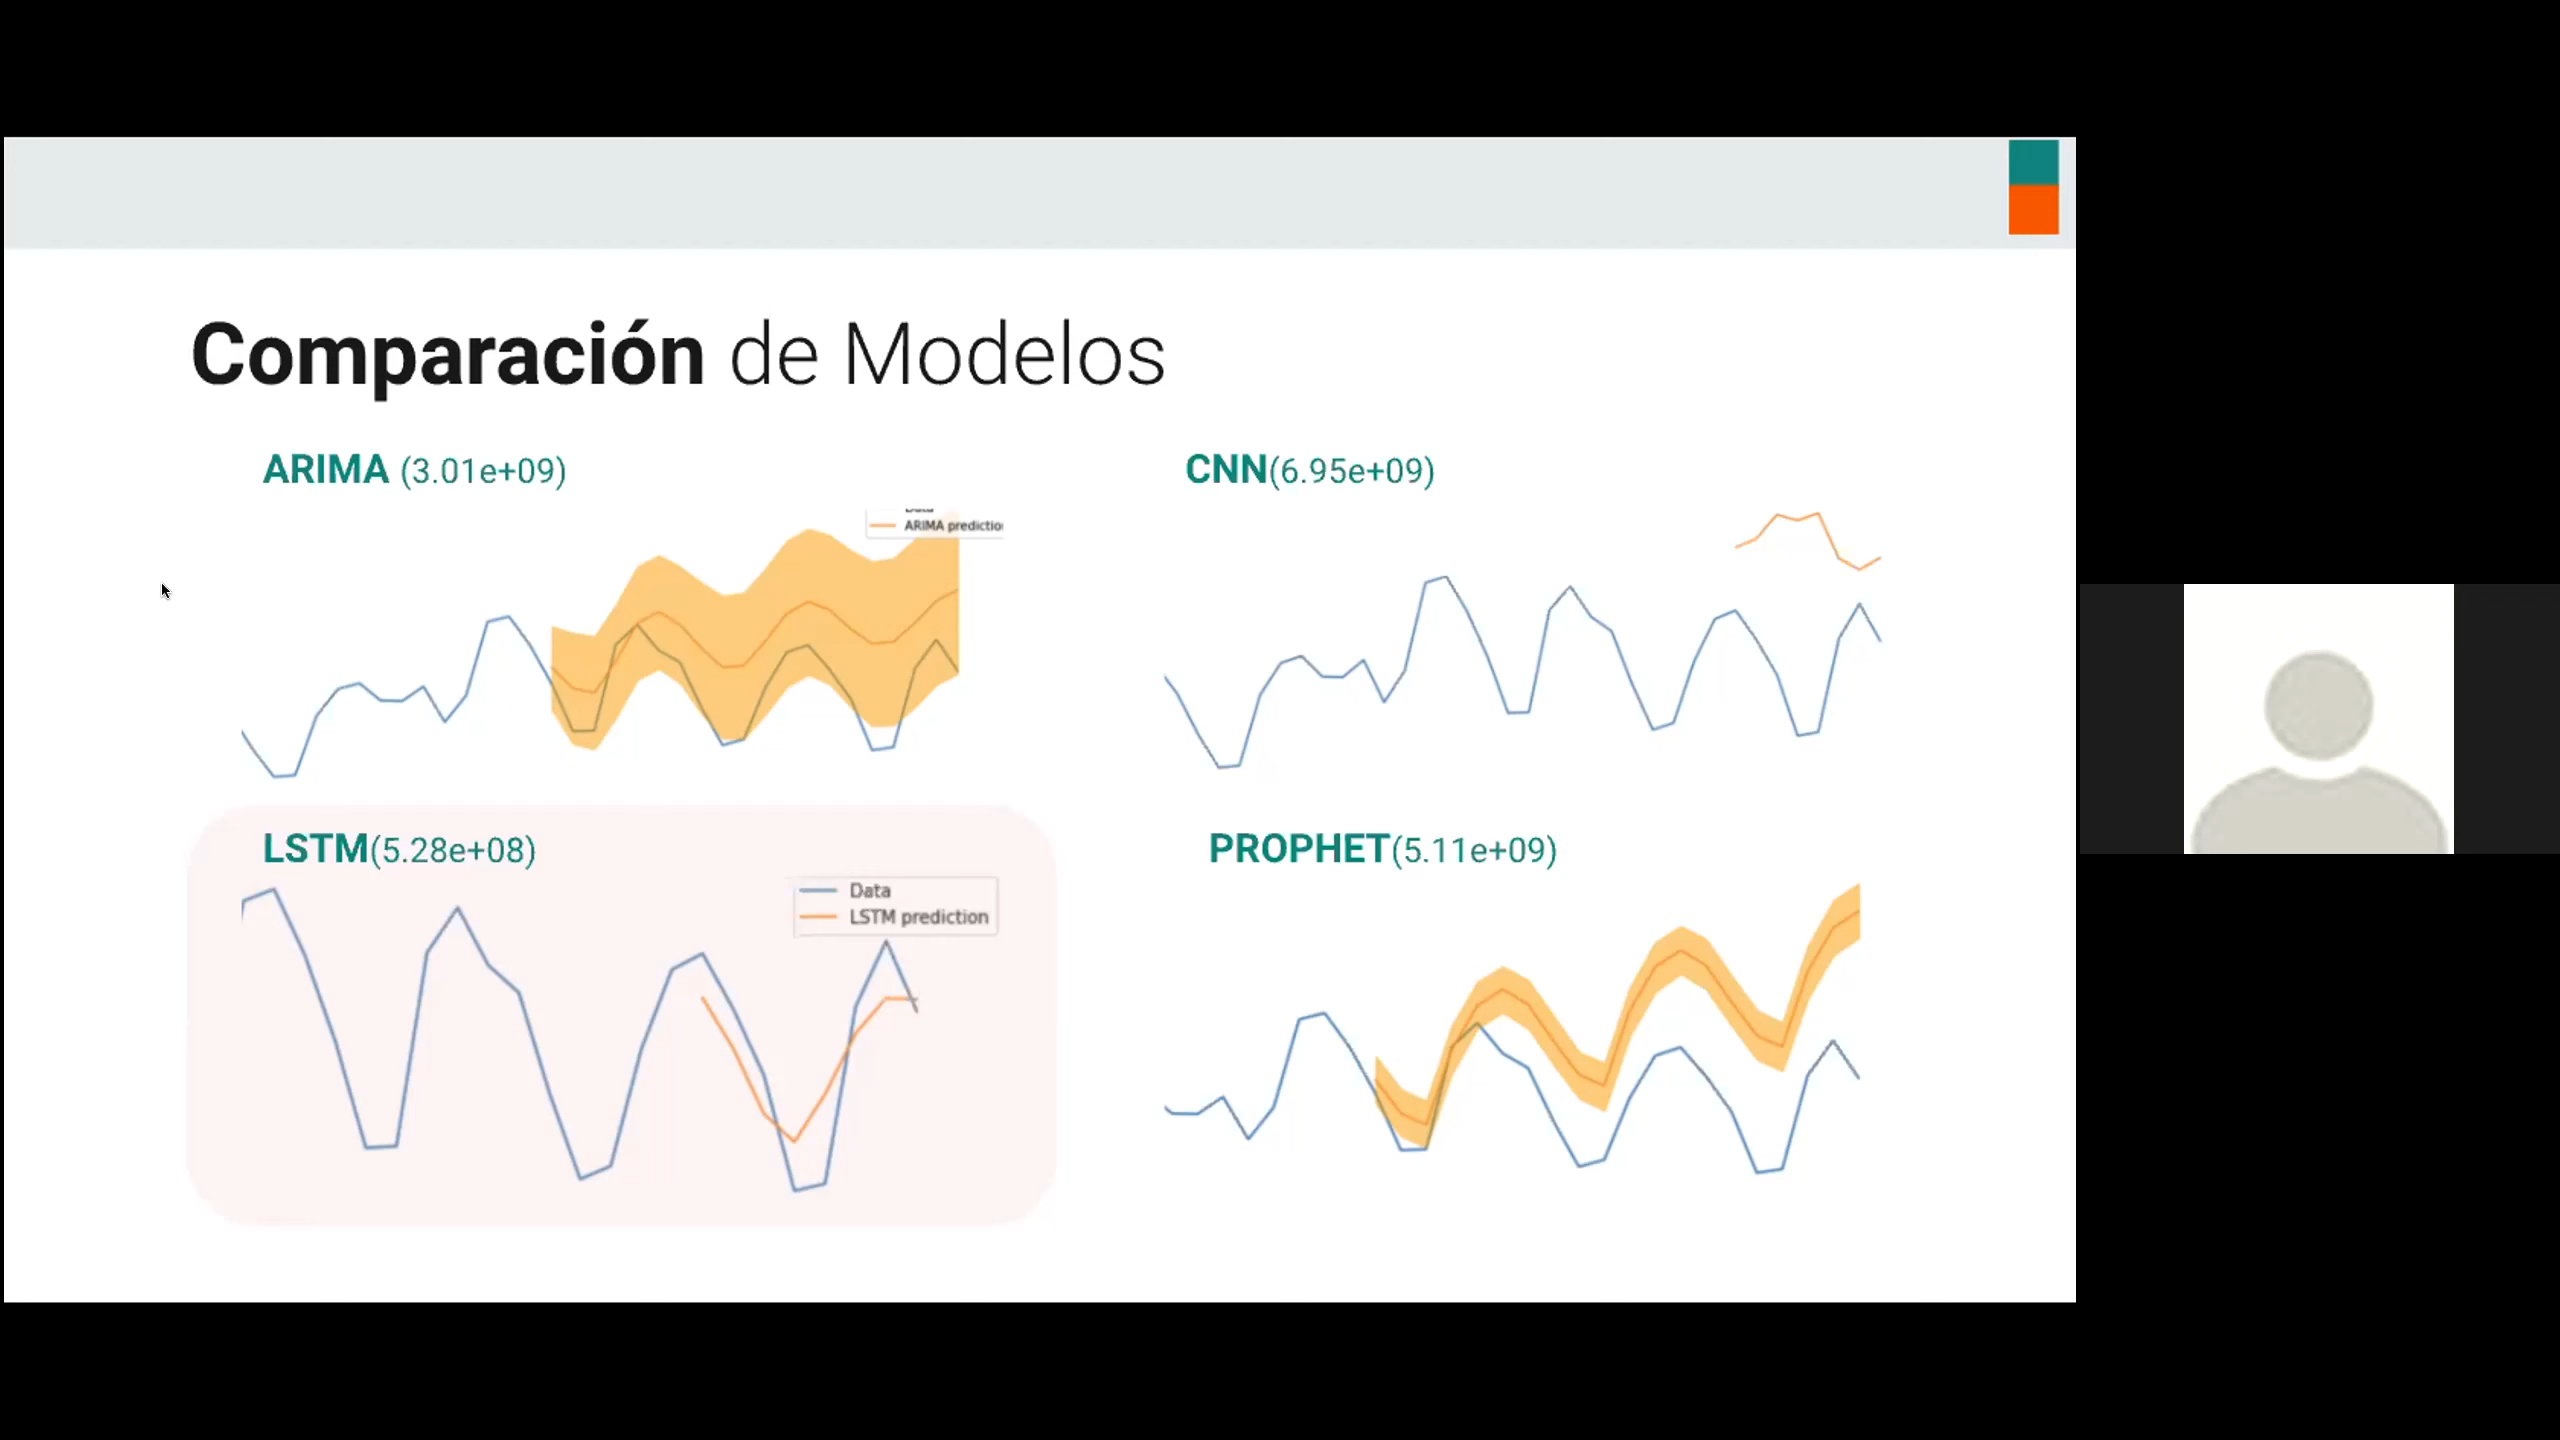 Comparación de Modelos
ARIMA (3.01e+09)
CNN(6.95e+09)
ARIMA
LSTM(5.28e+08)
PROPHET(5.11e+09)
Data
LSTM prediction